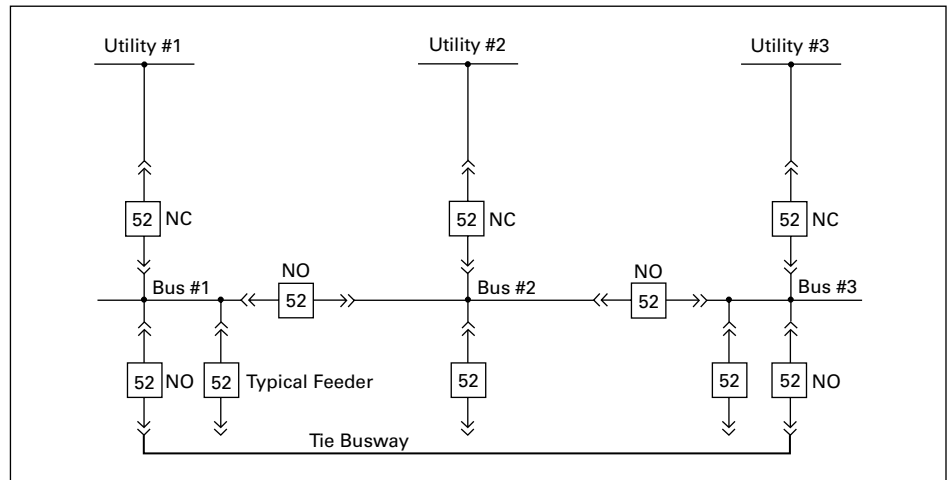 Utility #1
Utility #2
Utility #3
52 NC
52 NC
52 NC
NO
NO
Bus #1
52
Bus #2
52
Bus #3
52 NO
52 Typical Feeder
52
52
52 NO
Tie Busway